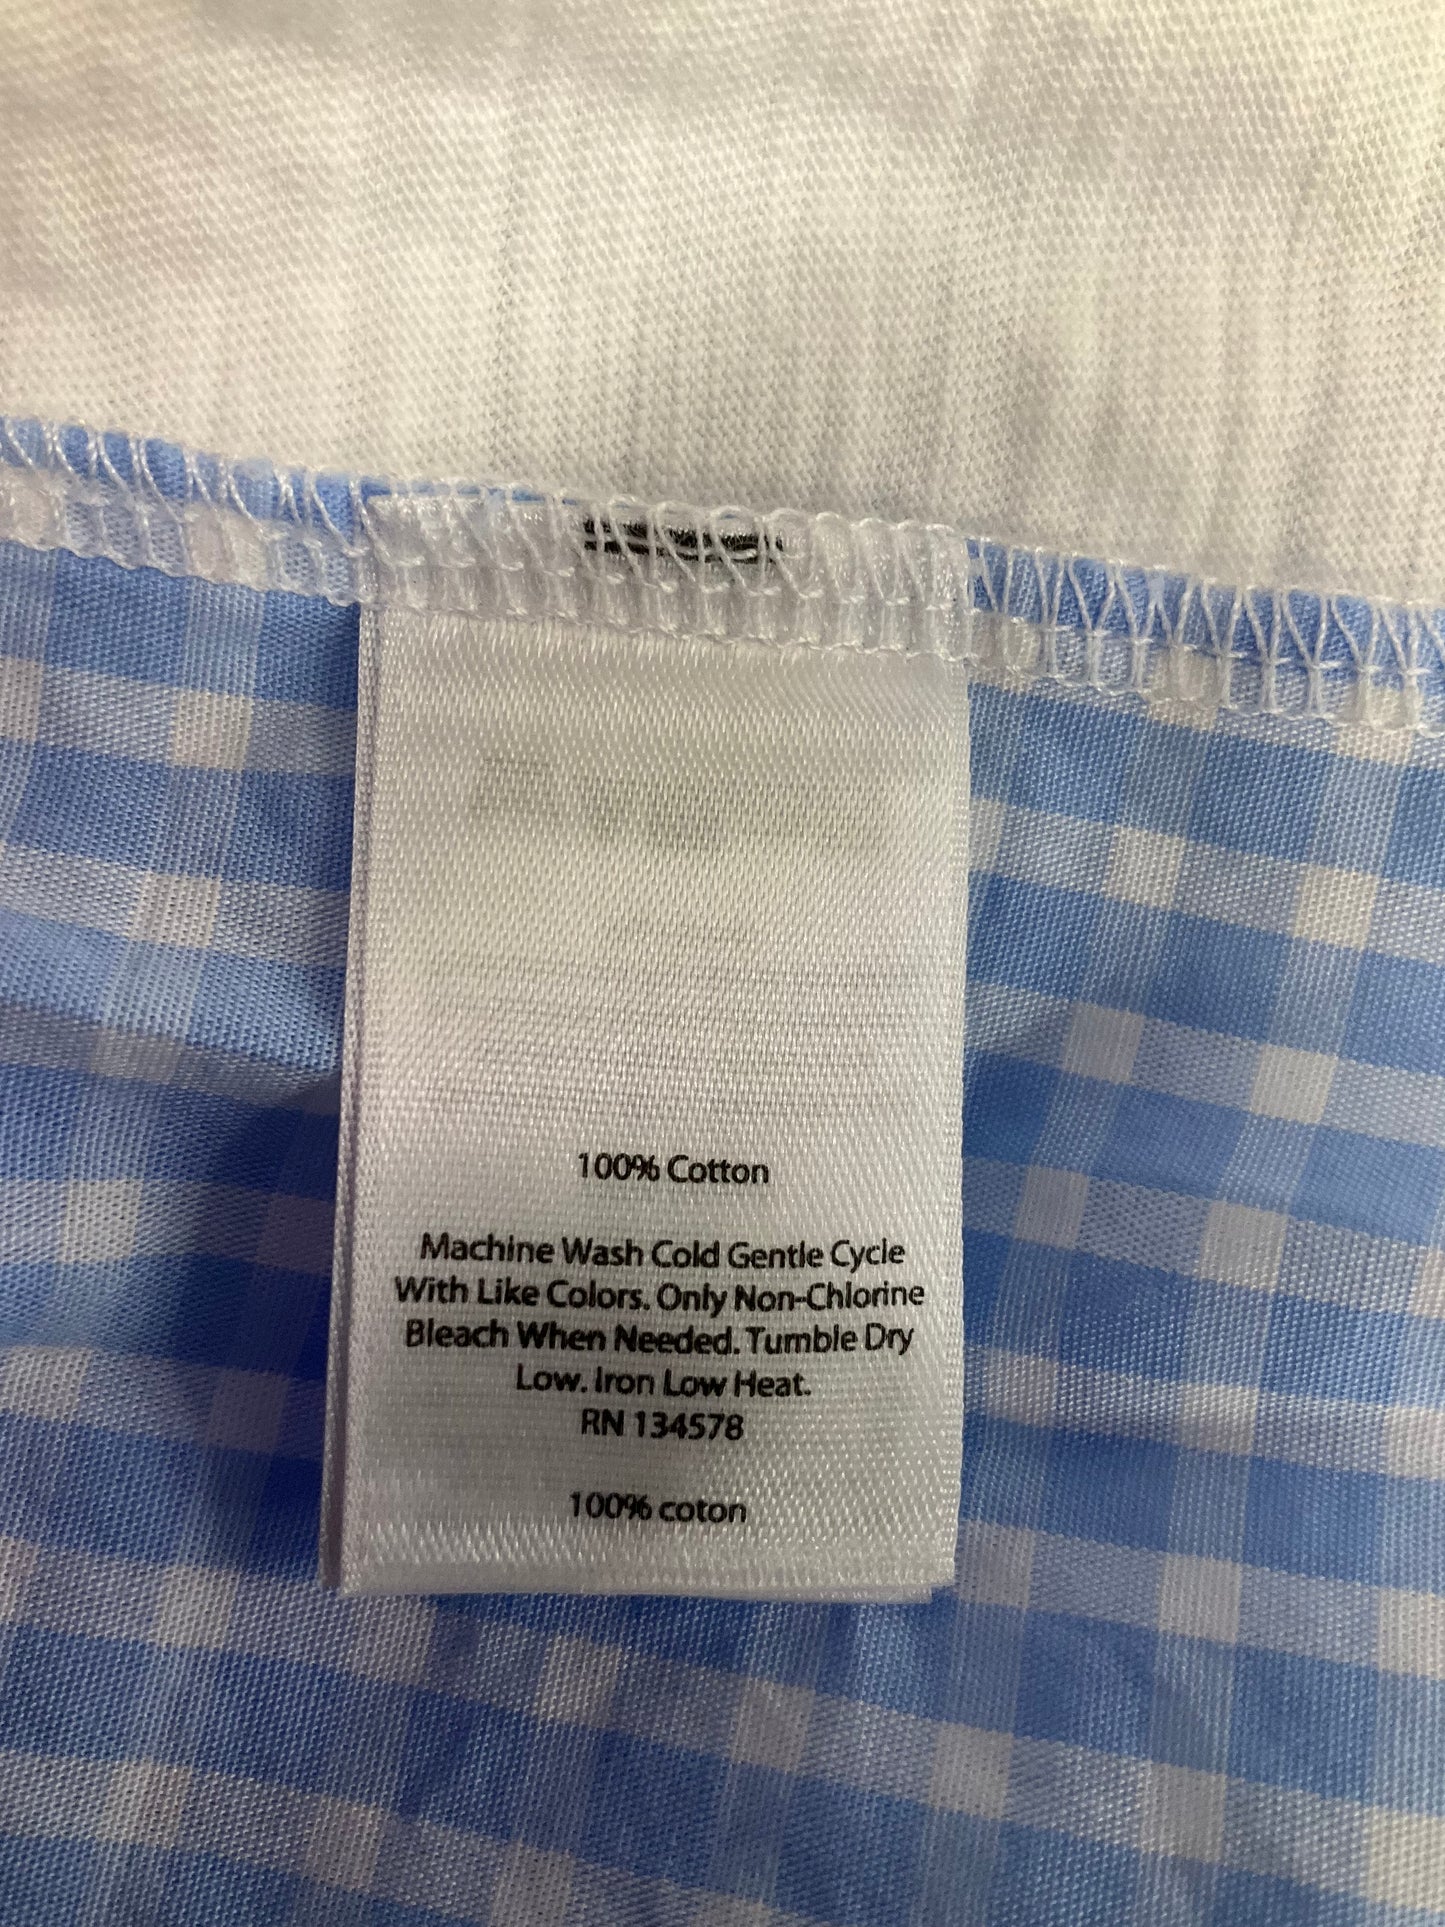 100% Cotton
Machine Wash Cold Gentle Cycle
With Like Colors. Only Non-Chlorine
Bleach When Needed. Tumble Dry
Low. Iron Low Heat.
RN 134578
100% coton